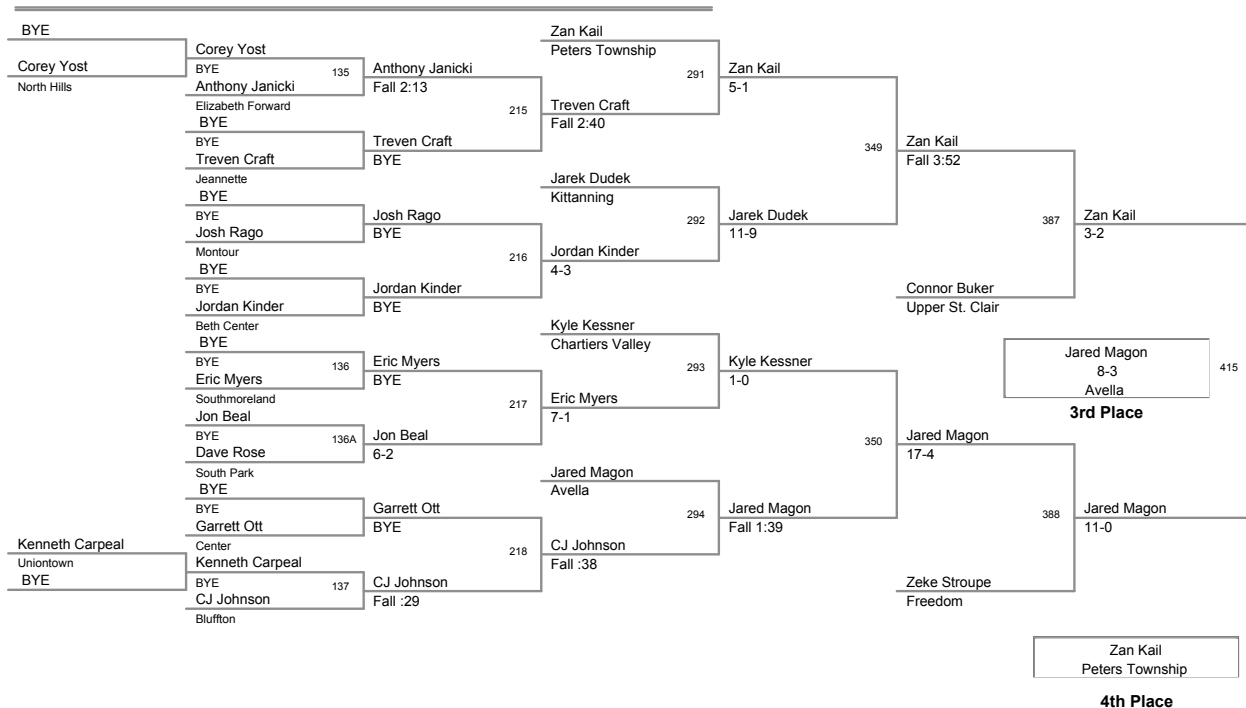 BYE
Corey Yost
North Hills
Kenneth Carpeal
Uniontown
BYE
Corey Yost
BYE
135
Anthony Janicki
Elizabeth Forward
BYE
BYE
Treven Craft
Jeannette
BYE
BYE
Josh Rago
Montour
BYE
BYE
Jordan Kinder
Beth Center
BYE
BYE
136
Eric Myers
Southmoreland
Jon Beal
BYE
136A
Dave Rose
South Park
BYE
BYE
Garrett Ott
Center
Kenneth Carpeal
BYE
137
CJ Johnson
Bluffton
Anthony Janicki
Fall 2:13
215
Treven Craft
BYE
Josh Rago
BYE
216
Jordan Kinder
BYE
Eric Myers
BYE
217
Jon Beal
6-2
Garrett Ott
BYE
218
CJ Johnson
Fall :29
Zan Kail
Peters Township
291
Treven Craft
Fall 2:40
Jarek Dudek
Kittanning
292
Jordan Kinder
4-3
Kyle Kessner
Chartiers Valley
293
Eric Myers
7-1
Jared Magon
Avella
294
CJ Johnson
Fall :38
Zan Kail
5-1
349
Jarek Dudek
11-9
Kyle Kessner
1-0
350
Jared Magon
Fall 1:39
Zan Kail
Fall 3:52
387
Connor Buker
Upper St. Clair
Jared Magon
17-4
388
Zeke Stroupe
Freedom
Zan Kail
3-2
Jared Magon
8-3
Avella
415
3rd Place
Jared Magon
11-0
Zan Kail
Peters Township
4th Place